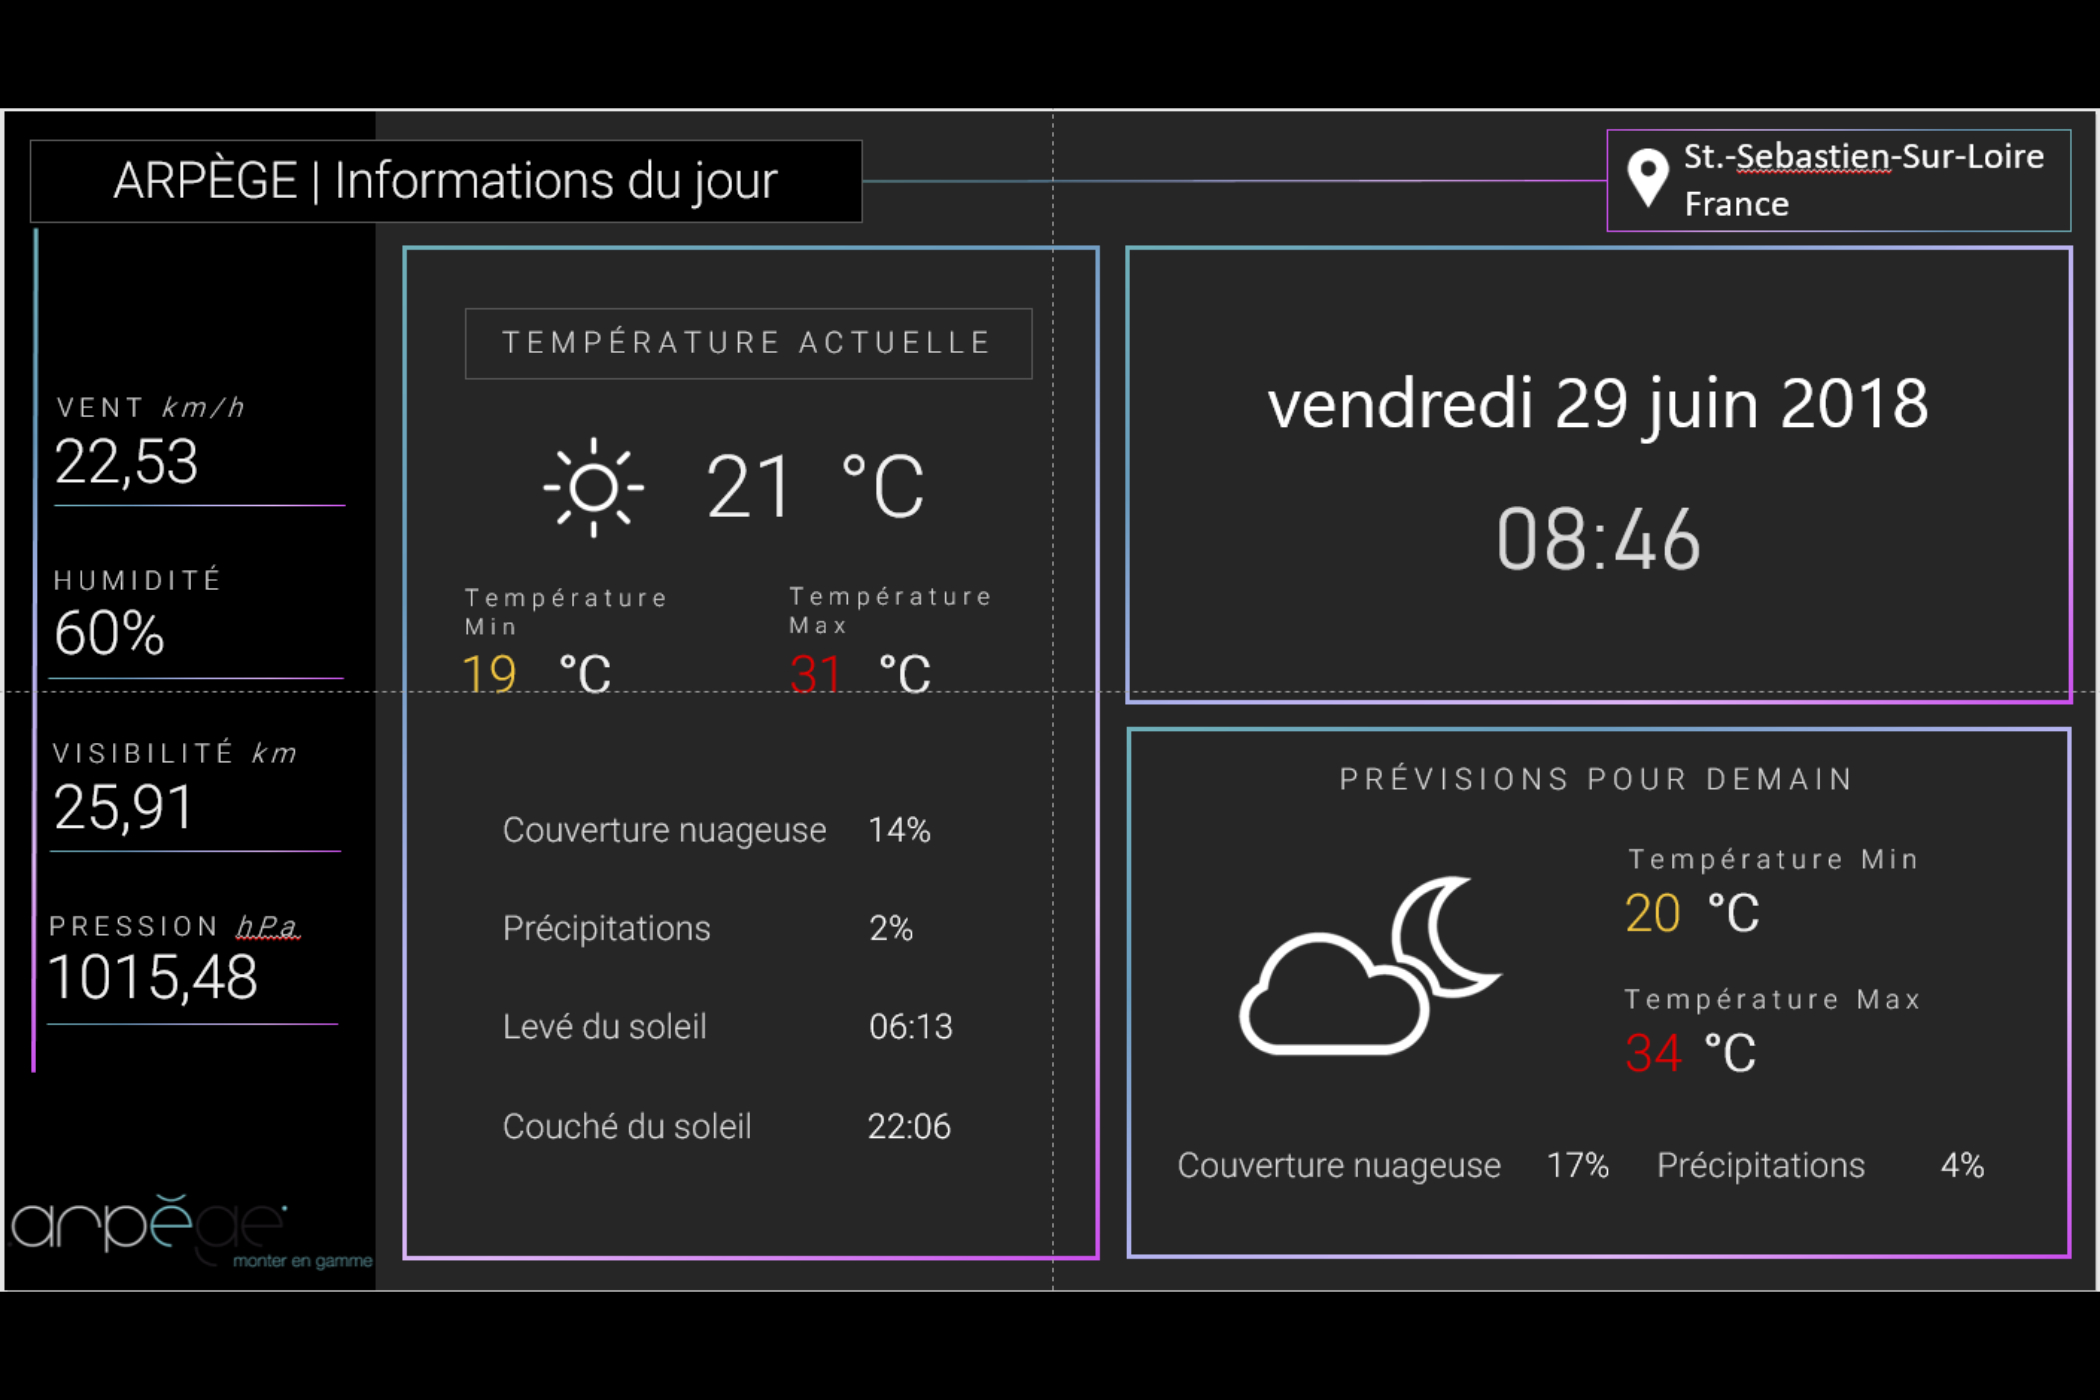 ARPÈGE | Informations du jour
St.-Sebastien-Sur-Loire
France
VENT km/h
22,53
HUMIDITÉ
60%
VISIBILITÉ km
25,91
PRESSION hPa
1015,48
arpège
monter en gamme
TEMPÉRATURE ACTUELLE
21 °C
Température
Min
19 °C
Température
Max
31 °C
Couverture nuageuse 14%
Précipitations 2%
Levé du soleil 06:13
Couché du soleil 22:06
vendredi 29 juin 2018
08:46
PRÉVISIONS POUR DEMAIN
Température Min
20 °C
Température Max
34 °C
Couverture nuageuse 17% Précipitations 4%